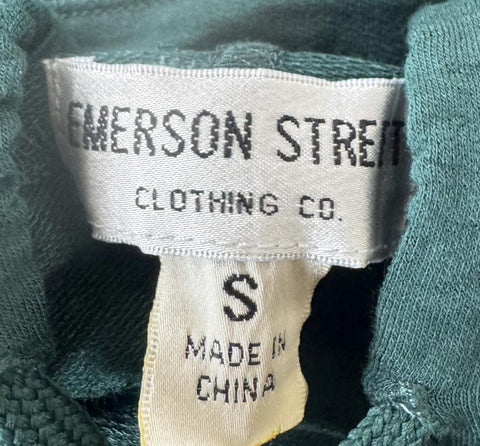 EMERSON STREET
CLOTHING CO.
S
MADE IN
CHINA